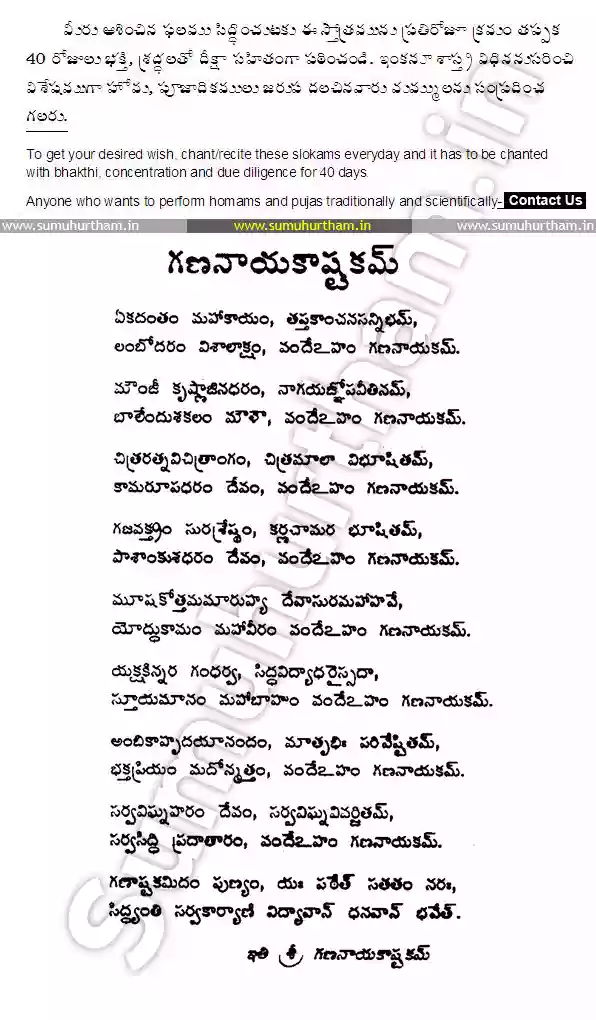 మీరు ఆశించిన ఫలము సిద్ధించుటకు ఈ స్తోత్రమును ప్రతిరోజూ క్రమం తప్పక
40 రోజులు భక్తి, శ్రద్ధలతో దీక్షా సహితంగా పఠించండి. ఇంకనూ శాస్త్ర విధిననుసరించి
విశేషముగా హోమ, పూజాదికములు జరుప దలచినవారు మమ్ములను సంప్రదించ
గలరు.
To get your desired wish, chant/recite these slokams everyday and it has to be chanted
with bhakthi, concentration and due diligence for 40 days.
Anyone who wants to perform homams and pujas traditionally and scientifically- Contact Us
www.sumuhurtham.in www.sumuhurtham.in www.sumuhurtham.in
గణనాయకాష్టకమ్
ఏకదంతం మహాకాయం, తప్తకాంచనసన్నిభమ్,
లంబోదరం విశాలాక్షం, వందేఽహం గణనాయకమ్.
మౌంజీ కృష్ణాజినధరం, నాగయజ్ఞోపవీతినమ్,
బాలేందుశకలం మౌళౌ, వందేఽహం గణనాయకమ్.
చిత్రరత్నవిచిత్రాంగం, చిత్రమాలా విభూషితమ్,
కామరూపధరం దేవం, వందేఽహం గణనాయకమ్.
గజవక్త్రం సురశ్రేష్ఠం, కర్ణచామర భూషితమ్,
పాశాంకుశధరం దేవం, వందేఽహం గణనాయకమ్.
మూషకోత్తమమారుహ్య దేవాసురమహాహవే,
యోద్ధుకామం మహావీరం వందేఽహం గణనాయకమ్.
యక్షకిన్నర గంధర్వ, సిద్ధవిద్యాధరైస్సదా,
స్తూయమానం మహాబాహం వందేఽహం గణనాయకమ్.
అంబికాహృదయానందం, మాతృభిః పరివేష్టితమ్,
భక్తప్రియం మదోన్మత్తం, వందేఽహం గణనాయకమ్.
సర్వవిఘ్నహరం దేవం, సర్వవిఘ్నవివర్జితమ్,
సర్వసిద్ధి ప్రదాతారం, వందేఽహం గణనాయకమ్.
గణాష్టకమిదం పుణ్యం, యః పఠేత్ సతతం నరః,
సిద్ధ్యంతి సర్వకార్యాణి విద్యావాన్ ధనవాన్ భవేత్.
ఇతి శ్రీ గణనాయకాష్టకమ్
sumuhurtham.in